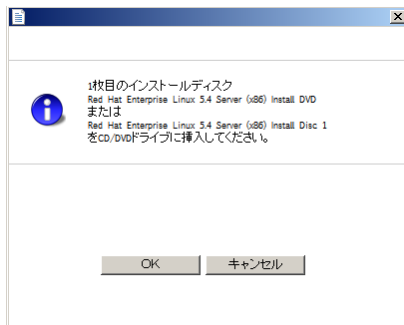 1枚目のインストールディスク
Red Hat Enterprise Linux 5.4 Server (x86) Install DVD
または
Red Hat Enterprise Linux 5.4 Server (x86) Install Disc 1
をCD/DVDドライブに挿入してください。
OK キャンセル